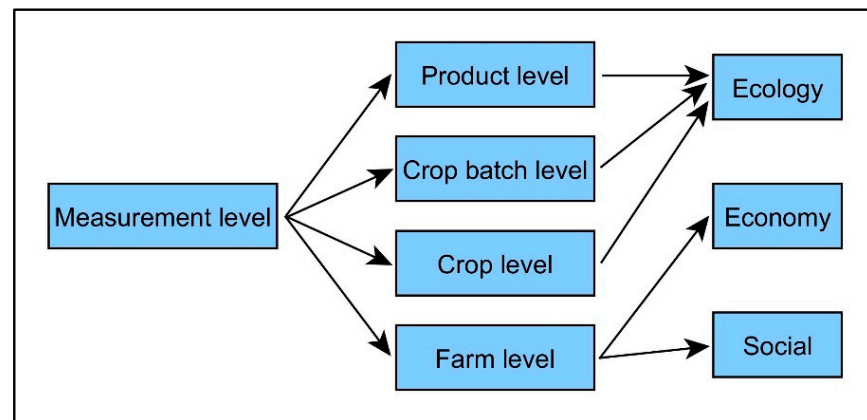 Measurement level
Product level
Crop batch level
Crop level
Farm level
Ecology
Economy
Social